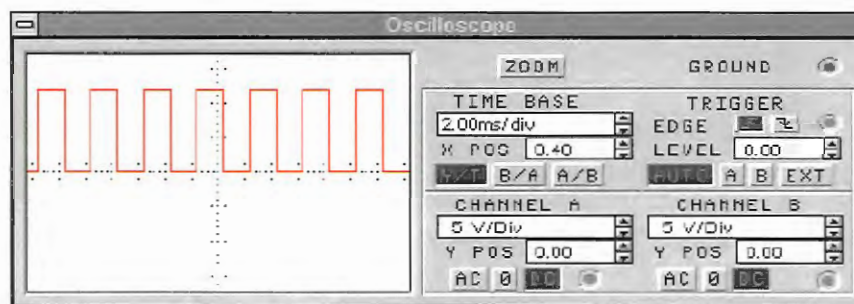 Oscilloscope
ZOOM GROUND
TIME BASE
2.00ms/div
X POS 0.40
Y/T B/A A/B
TRIGGER
EDGE
LEVEL 0.00
AUTO A B EXT
CHANNEL A
5 V/Div
Y POS 0.00
AC 0 DC
CHANNEL B
5 V/Div
Y POS 0.00
AC 0 DC